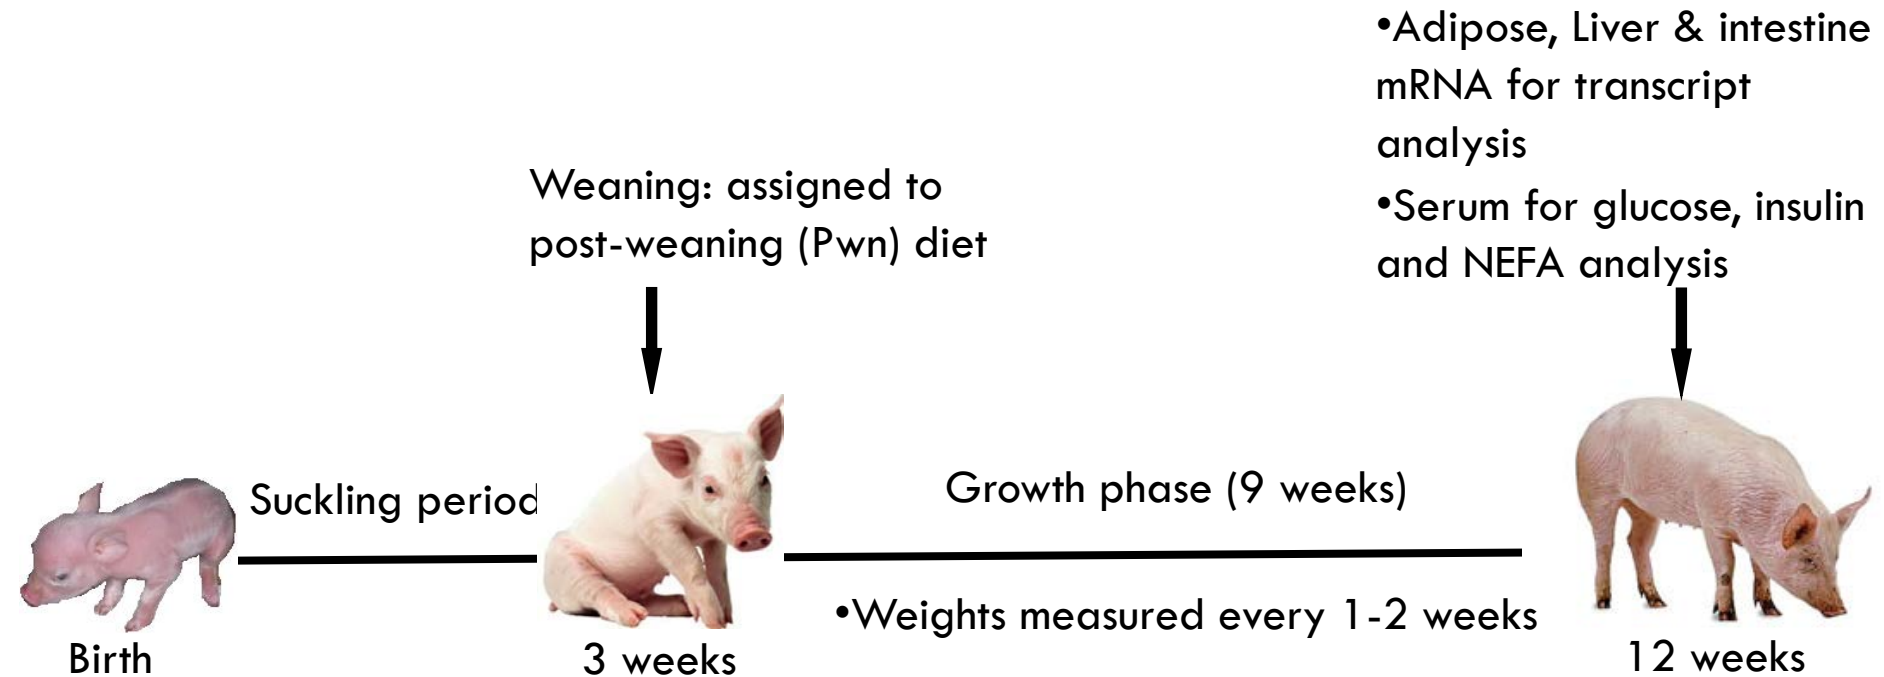 •Adipose, Liver & intestine
mRNA for transcript
analysis
•Serum for glucose, insulin
and NEFA analysis
Weaning: assigned to
post-weaning (Pwn) diet
Suckling period
Growth phase (9 weeks)
•Weights measured every 1-2 weeks
Birth
3 weeks
12 weeks